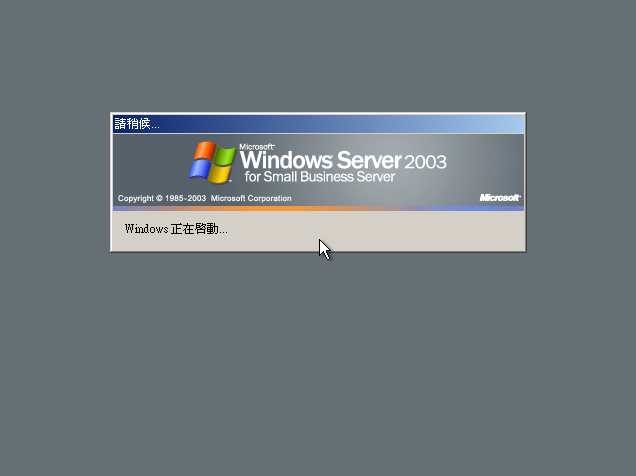 請稍候...
Microsoft
Windows Server 2003
for Small Business Server
Copyright © 1985-2003 Microsoft Corporation
Microsoft
Windows 正在啓動...